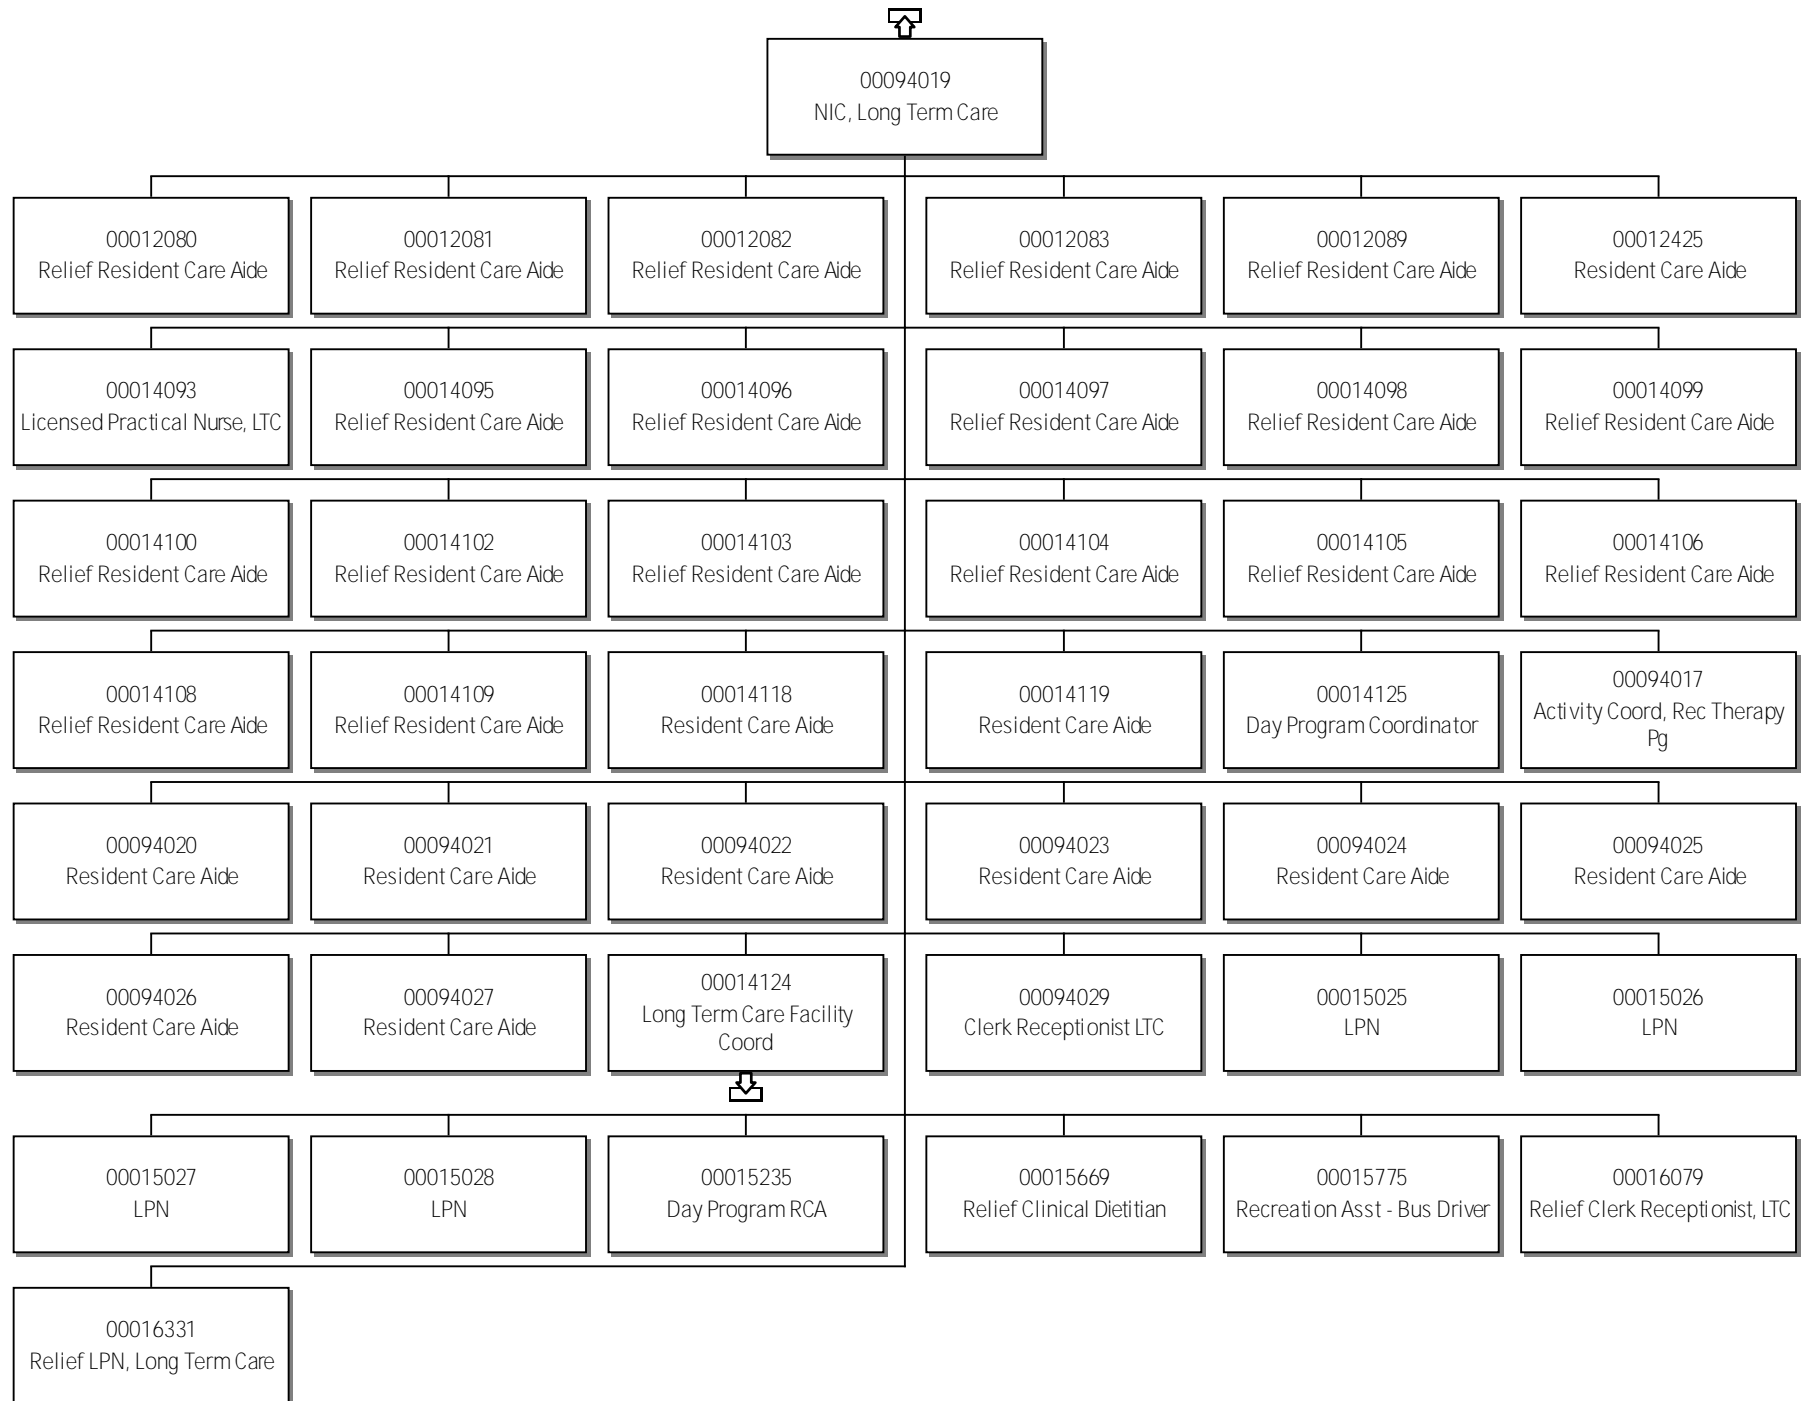 00094019
NIC, Long Term Care
00012080
Relief Resident Care Aide
00012081
Relief Resident Care Aide
00012082
Relief Resident Care Aide
00012083
Relief Resident Care Aide
00012089
Relief Resident Care Aide
00012425
Resident Care Aide
00014093
Licensed Practical Nurse, LTC
00014095
Relief Resident Care Aide
00014096
Relief Resident Care Aide
00014097
Relief Resident Care Aide
00014098
Relief Resident Care Aide
00014099
Relief Resident Care Aide
00014100
Relief Resident Care Aide
00014102
Relief Resident Care Aide
00014103
Relief Resident Care Aide
00014104
Relief Resident Care Aide
00014105
Relief Resident Care Aide
00014106
Relief Resident Care Aide
00014108
Relief Resident Care Aide
00014109
Relief Resident Care Aide
00014118
Resident Care Aide
00014119
Resident Care Aide
00014125
Day Program Coordinator
00094017
Activity Coord, Rec Therapy
Pg
00094020
Resident Care Aide
00094021
Resident Care Aide
00094022
Resident Care Aide
00094023
Resident Care Aide
00094024
Resident Care Aide
00094025
Resident Care Aide
00094026
Resident Care Aide
00094027
Resident Care Aide
00014124
Long Term Care Facility
Coord
00094029
Clerk Receptionist LTC
00015025
LPN
00015026
LPN
00015027
LPN
00015028
LPN
00015235
Day Program RCA
00015669
Relief Clinical Dietitian
00015775
Recreation Asst - Bus Driver
00016079
Relief Clerk Receptionist, LTC
00016331
Relief LPN, Long Term Care